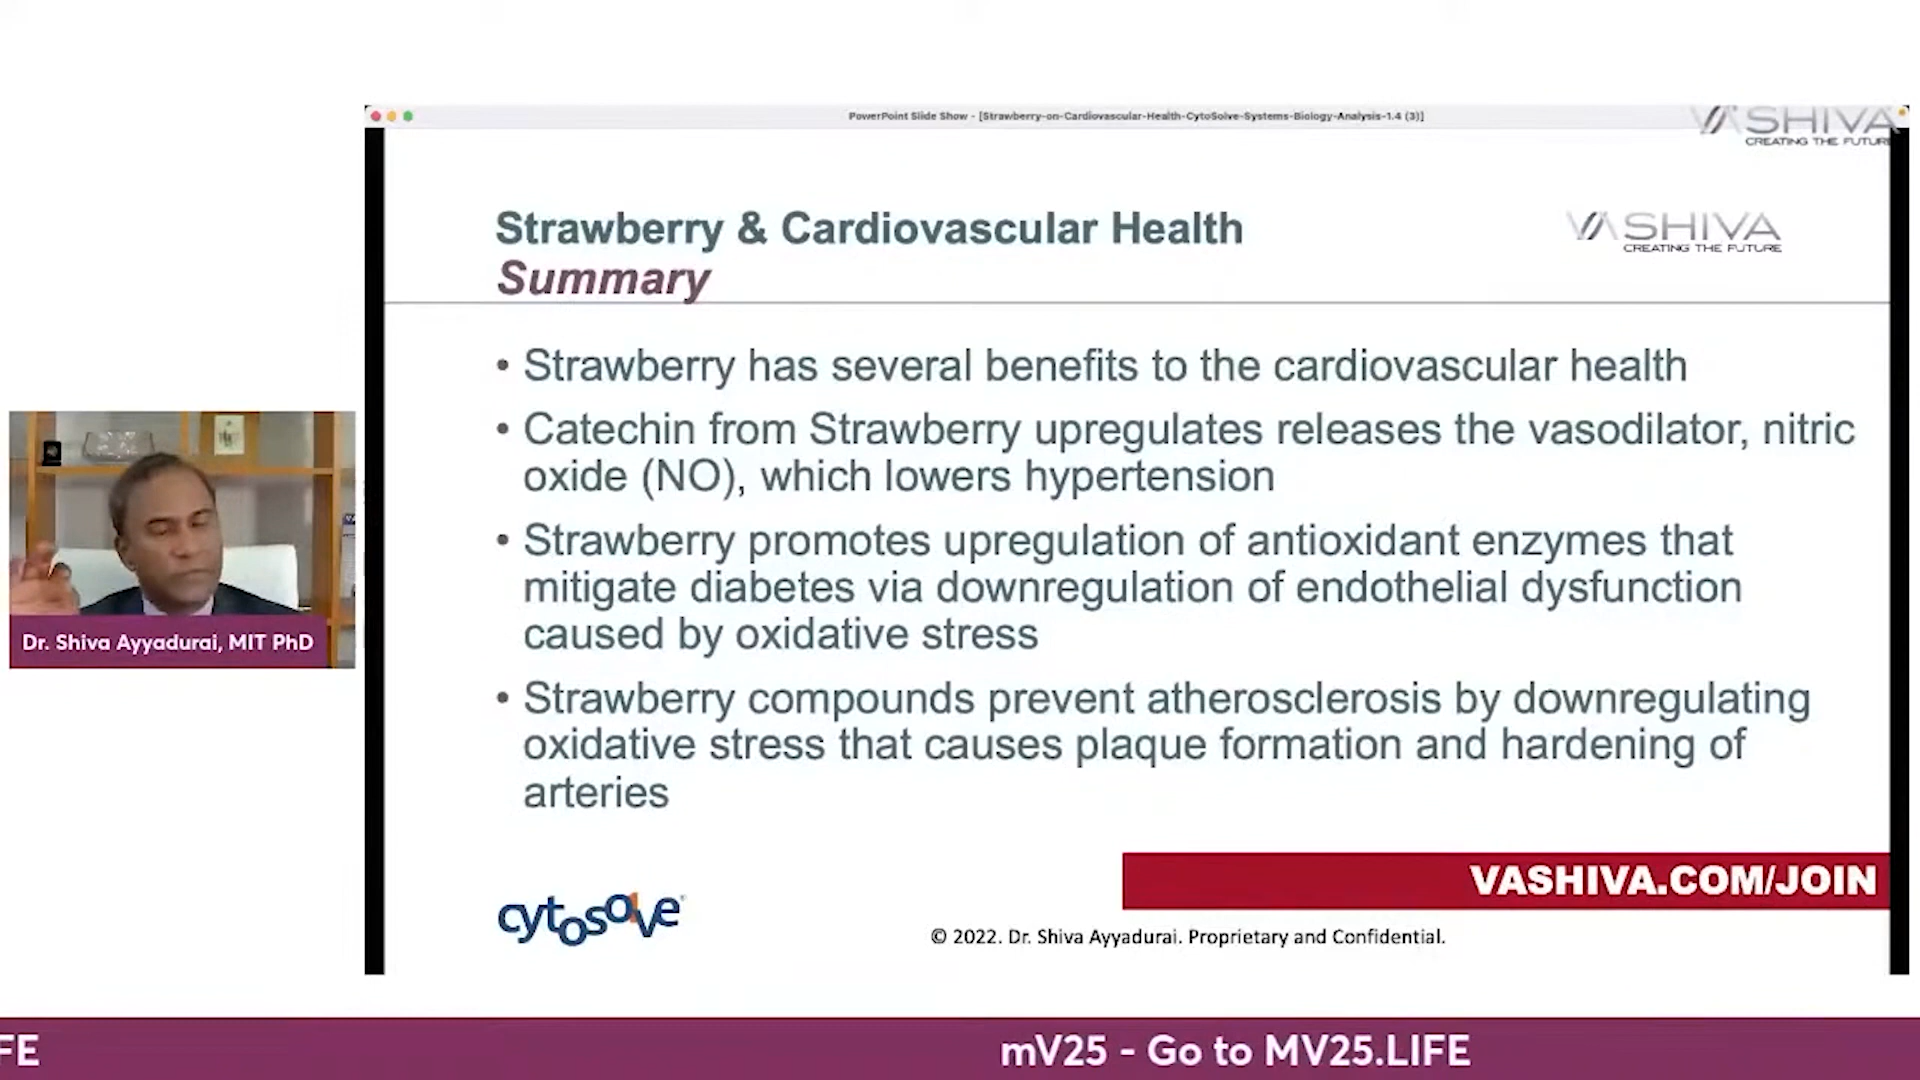 PowerPoint Slide Show - [Strawberry-on-Cardiovascular-Health-CytoSolve-Systems-Biology-Analysis-1.4 (3)]
VASHIVA
CREATING THE FUTURE
Strawberry & Cardiovascular Health
Summary
VASHIVA
CREATING THE FUTURE
• Strawberry has several benefits to the cardiovascular health
• Catechin from Strawberry upregulates releases the vasodilator, nitric
oxide (NO), which lowers hypertension
• Strawberry promotes upregulation of antioxidant enzymes that
mitigate diabetes via downregulation of endothelial dysfunction
caused by oxidative stress
• Strawberry compounds prevent atherosclerosis by downregulating
oxidative stress that causes plaque formation and hardening of
arteries
Dr. Shiva Ayyadurai, MIT PhD
VASHIVA.COM/JOIN
cytosolve
© 2022. Dr. Shiva Ayyadurai. Proprietary and Confidential.
FE
mV25 - Go to MV25.LIFE